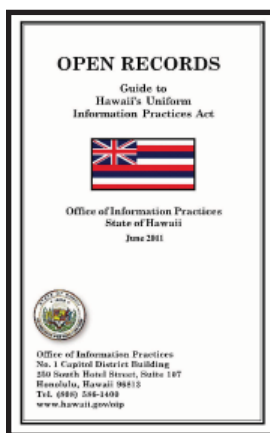 OPEN RECORDS
Guide to
Hawaii's Uniform
Information Practices Act
Office of Information Practices
State of Hawaii
June 2011
Office of Information Practices
No. 1 Capitol District Building
250 South Hotel Street, Suite 107
Honolulu, Hawaii 96813
Tel. (808) 586-1400
www.hawaii.gov/oip